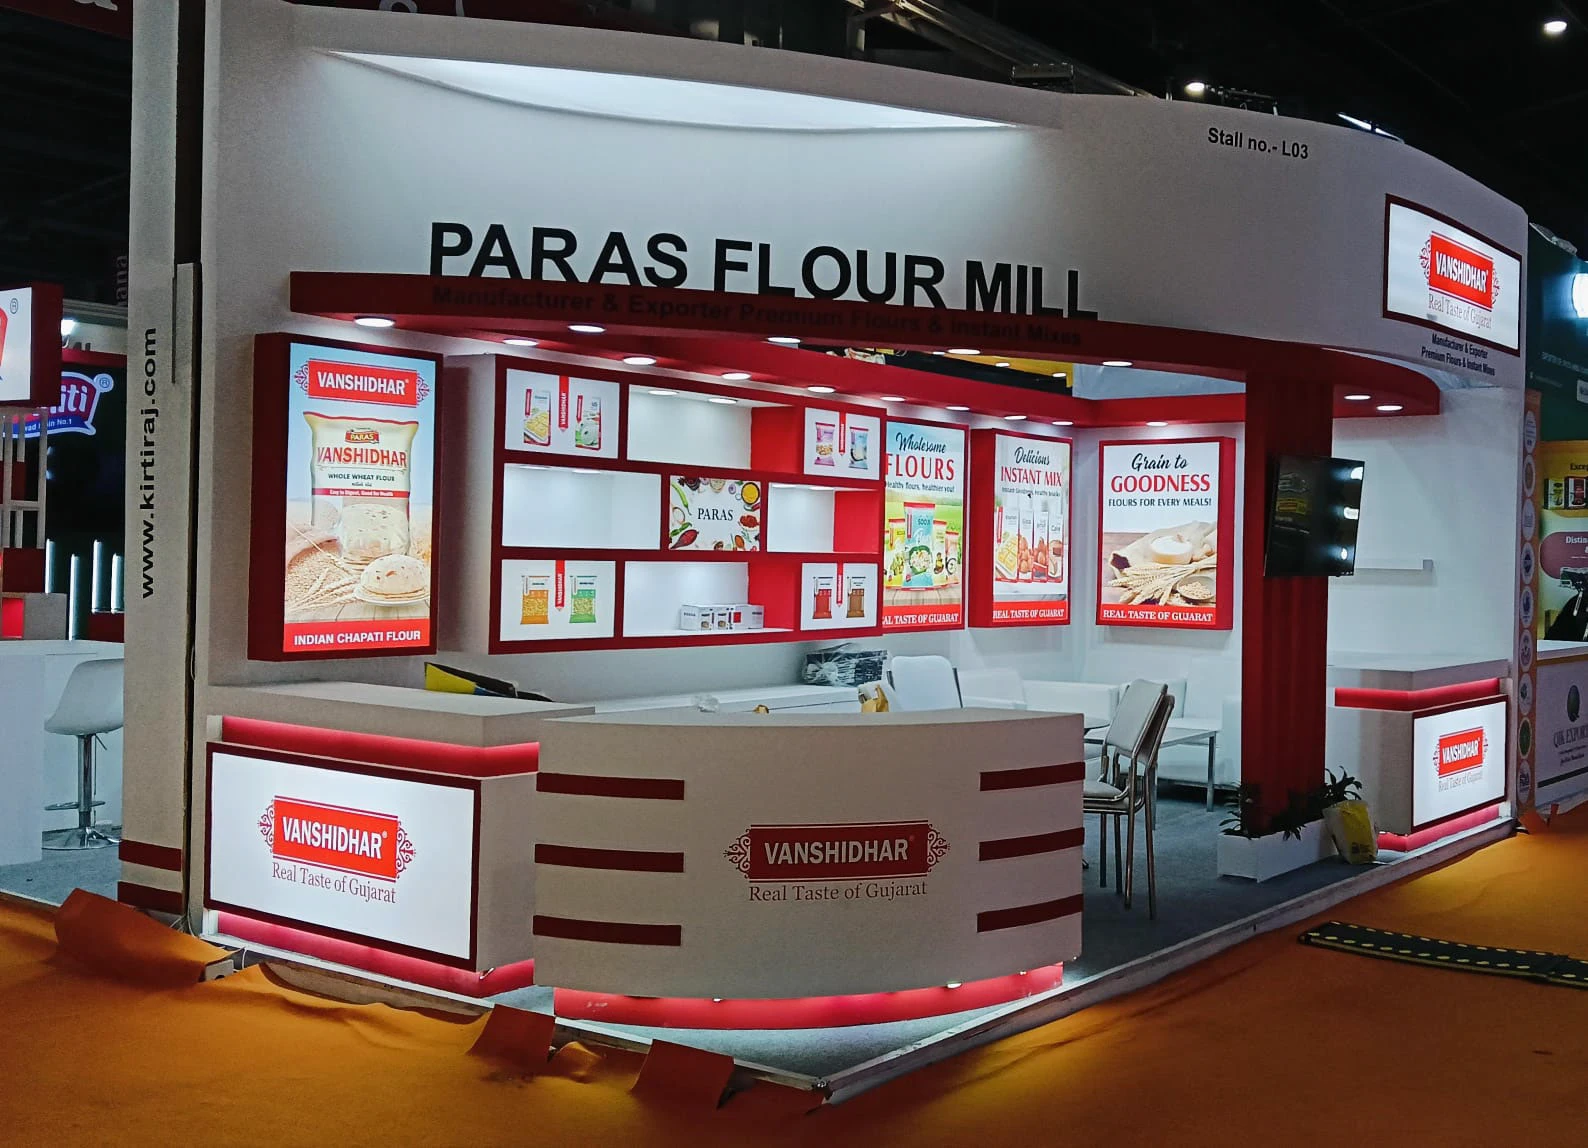 Stall no.- L03
PARAS FLOUR MILL
Manufacturer & Exporter Premium Flours & Instant Mixes
VANSHIDHAR®
Real Taste of Gujarat
Manufacturer & Exporter
Premium Flours & Instant Mixes
www.kirtiraj.com
VANSHIDHAR®
PARAS
VANSHIDHAR
WHOLE WHEAT FLOUR
Easy to Digest, Good for Health
INDIAN CHAPATI FLOUR
VANSHIDHAR
PARAS
Wholesome
FLOURS
Healthy flours, healthier you!
SOOJI
REAL TASTE OF GUJARAT
Delicious
INSTANT MIX
REAL TASTE OF GUJARAT
Grain to
GOODNESS
FLOURS FOR EVERY MEALS!
REAL TASTE OF GUJARAT
VANSHIDHAR®
Real Taste of Gujarat
VANSHIDHAR®
Real Taste of Gujarat
VANSHIDHAR®
Real Taste of Gujarat